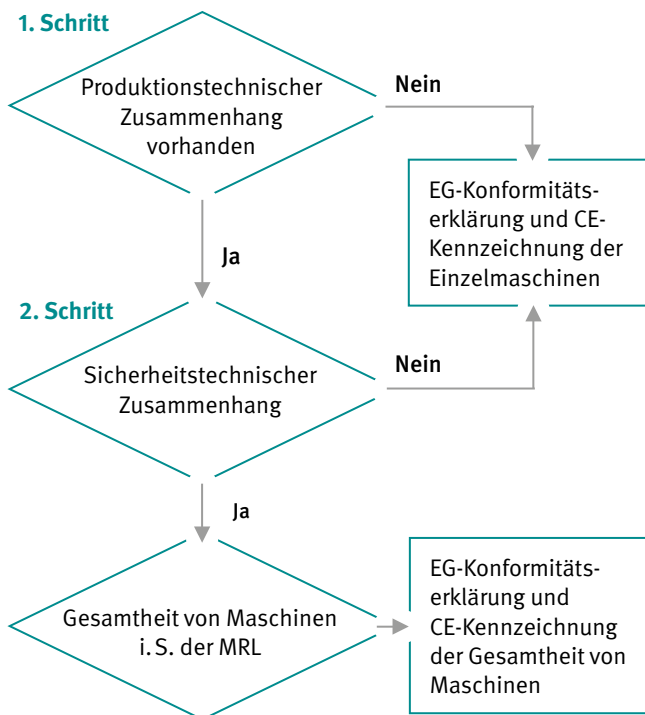 1. Schritt
Produktionstechnischer
Zusammenhang
vorhanden
Nein
EG-Konformitäts-
erklärung und CE-
Kennzeichnung der
Einzelmaschinen
Ja
2. Schritt
Sicherheitstechnischer
Zusammenhang
Nein
Ja
Gesamtheit von Maschinen
i. S. der MRL
EG-Konformitäts-
erklärung und
CE-Kennzeichnung
der Gesamtheit von
Maschinen